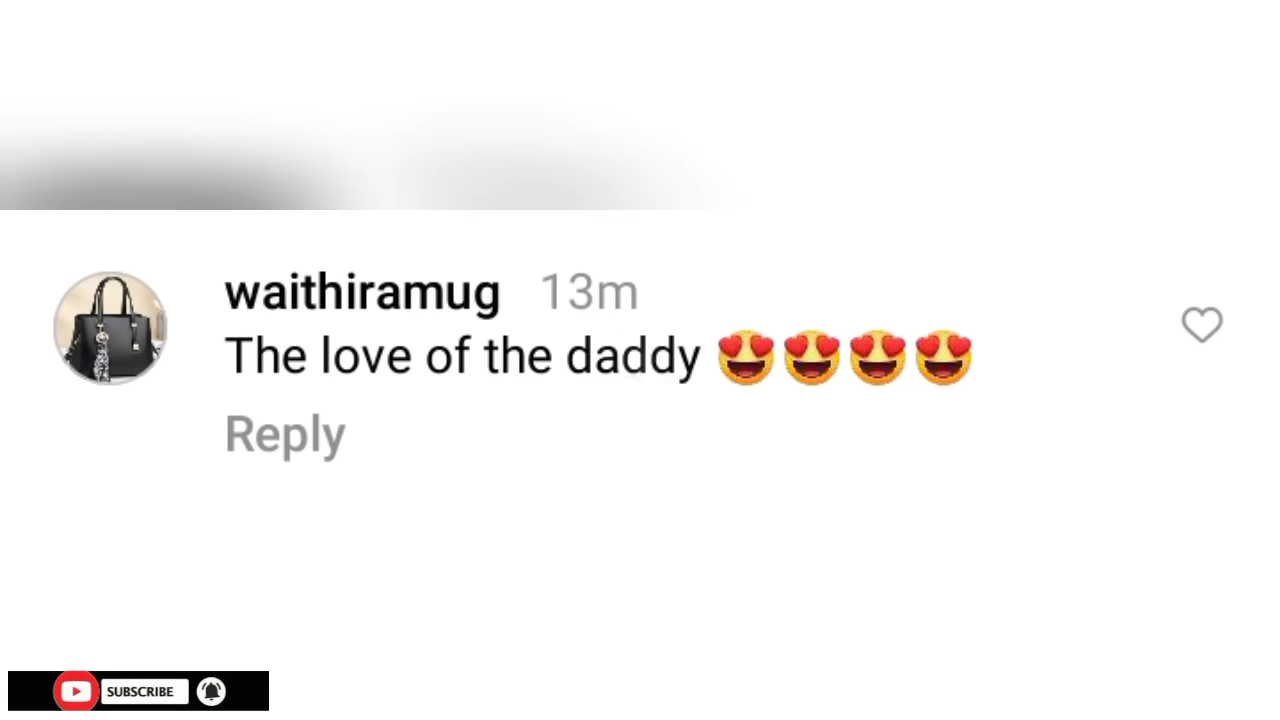 waithiramug 13m
The love of the daddy 😍😍😍😍
Reply
SUBSCRIBE